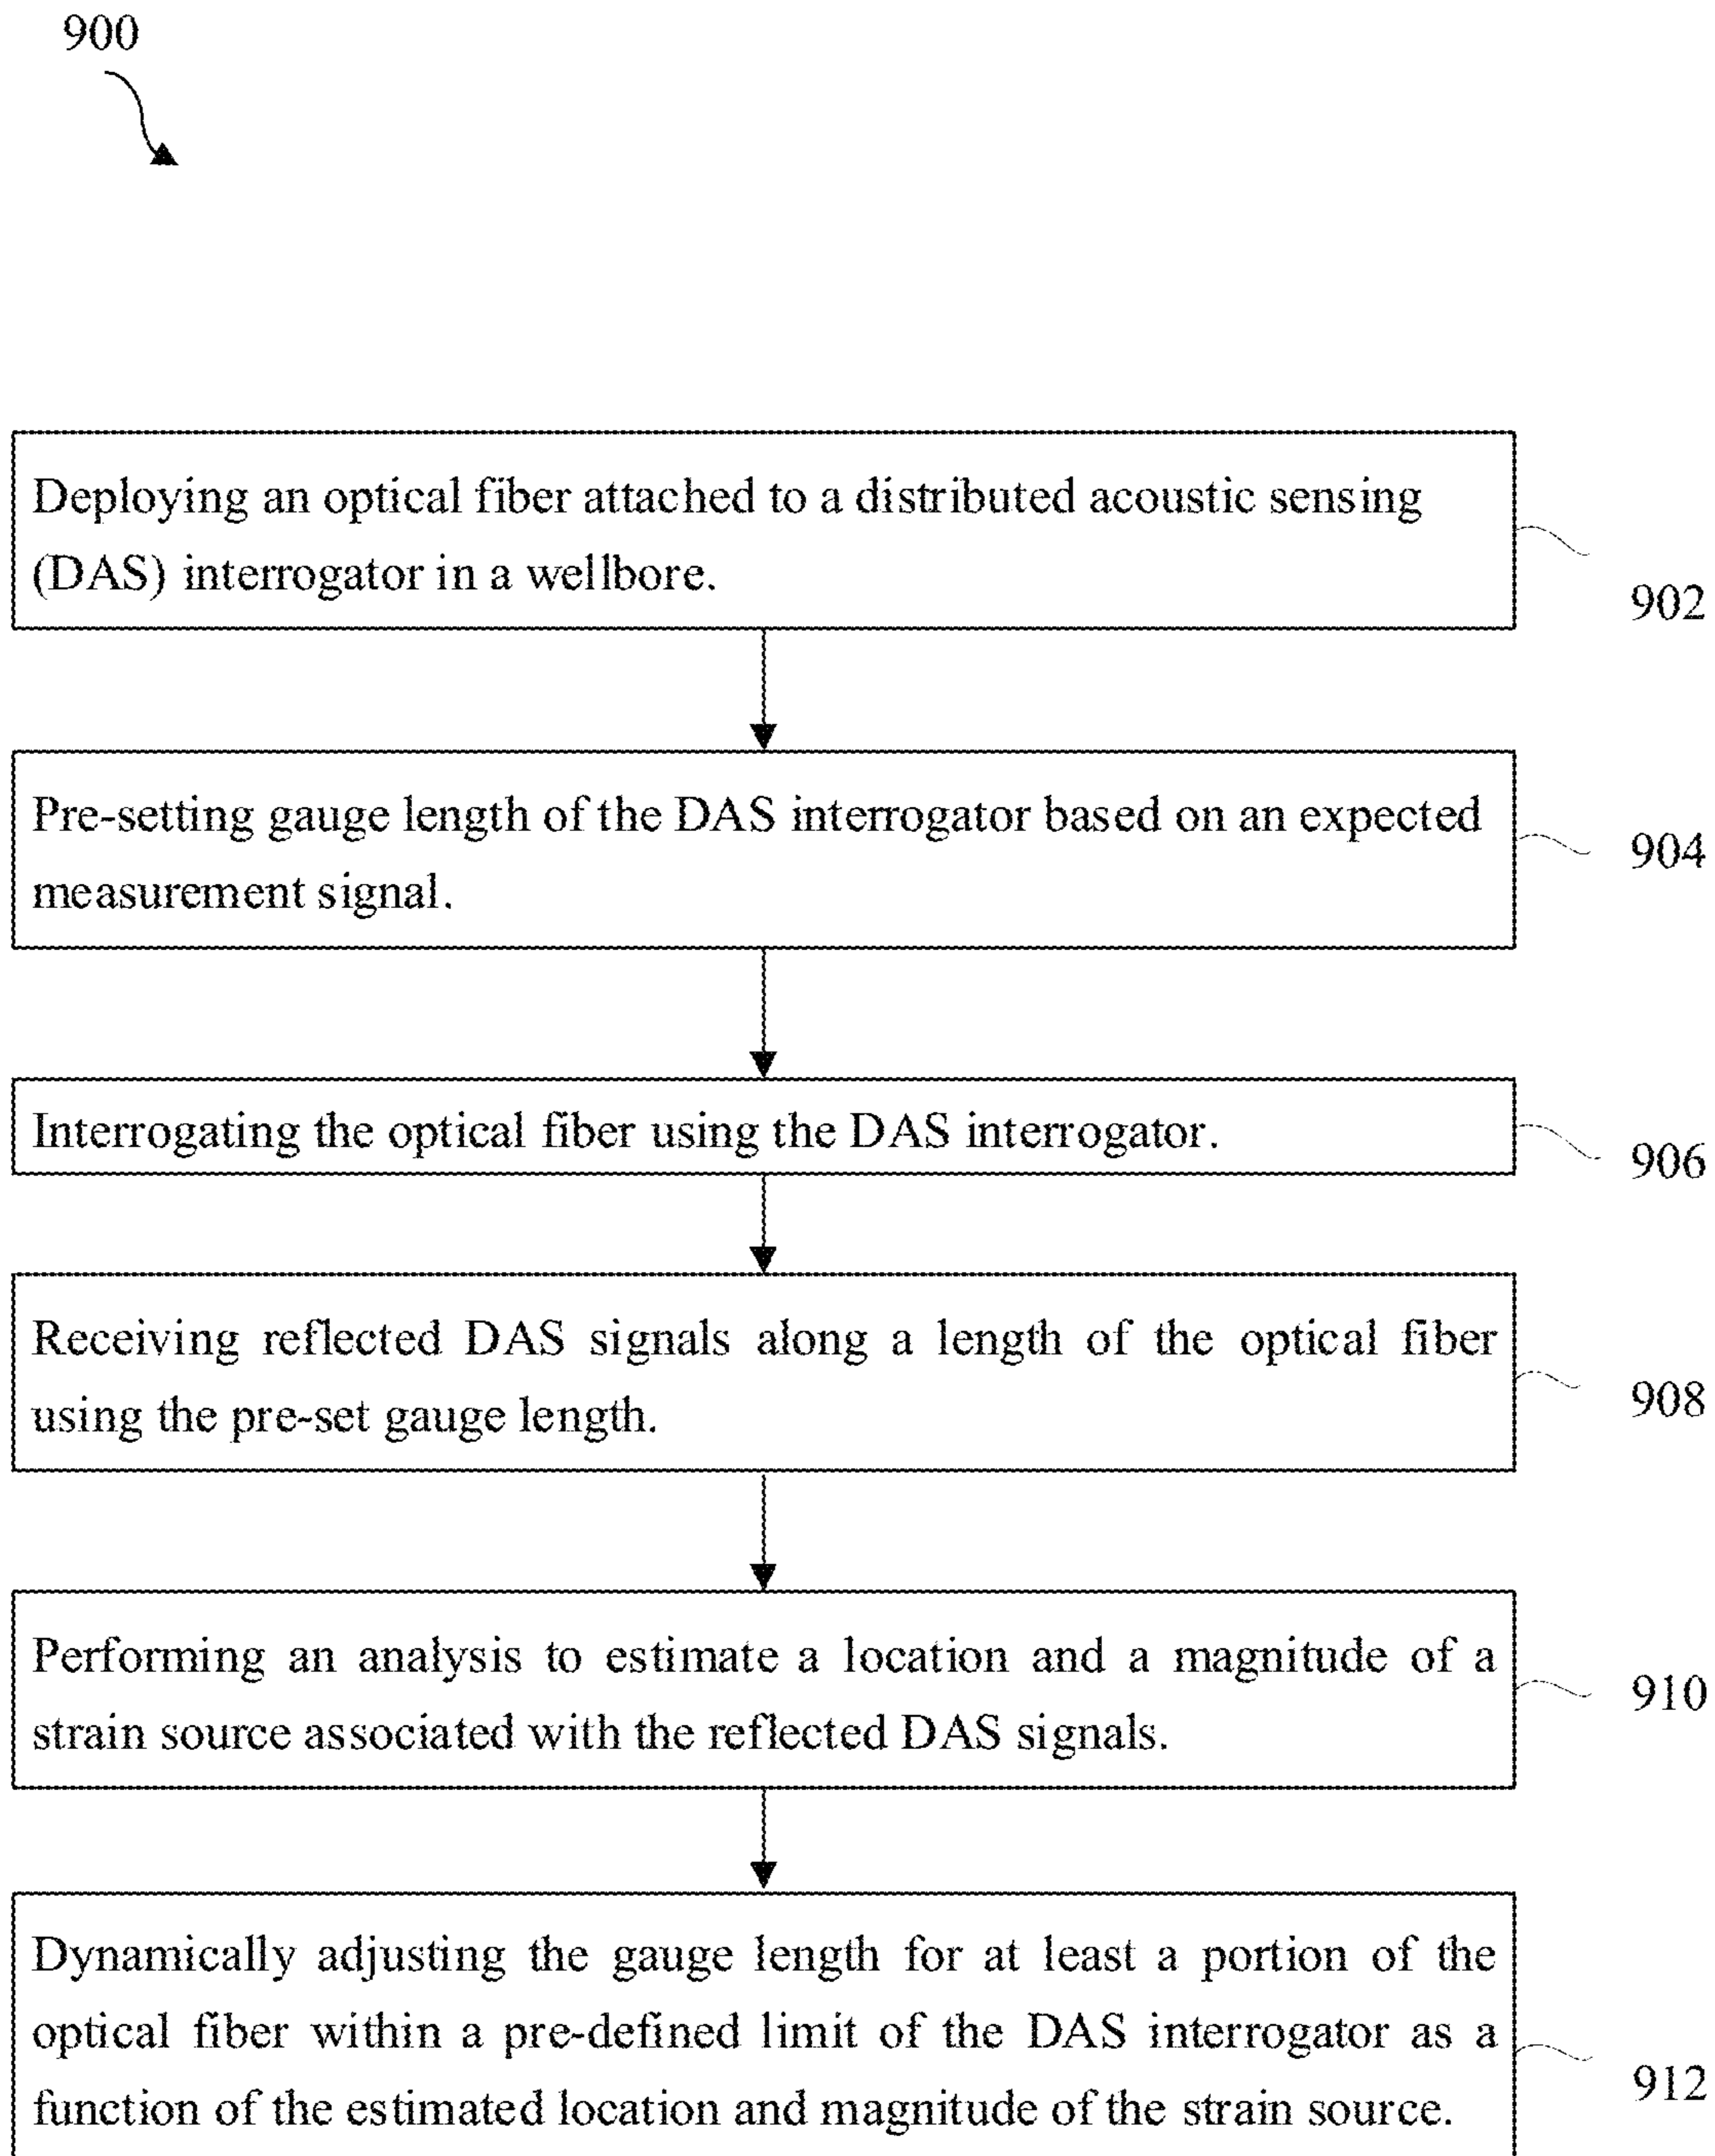 900
Deploying an optical fiber attached to a distributed acoustic sensing
(DAS) interrogator in a wellbore.
902
Pre-setting gauge length of the DAS interrogator based on an expected
measurement signal.
904
Interrogating the optical fiber using the DAS interrogator.
906
Receiving reflected DAS signals along a length of the optical fiber
using the pre-set gauge length.
908
Performing an analysis to estimate a location and a magnitude of a
strain source associated with the reflected DAS signals.
910
Dynamically adjusting the gauge length for at least a portion of the
optical fiber within a pre-defined limit of the DAS interrogator as a
function of the estimated location and magnitude of the strain source.
912